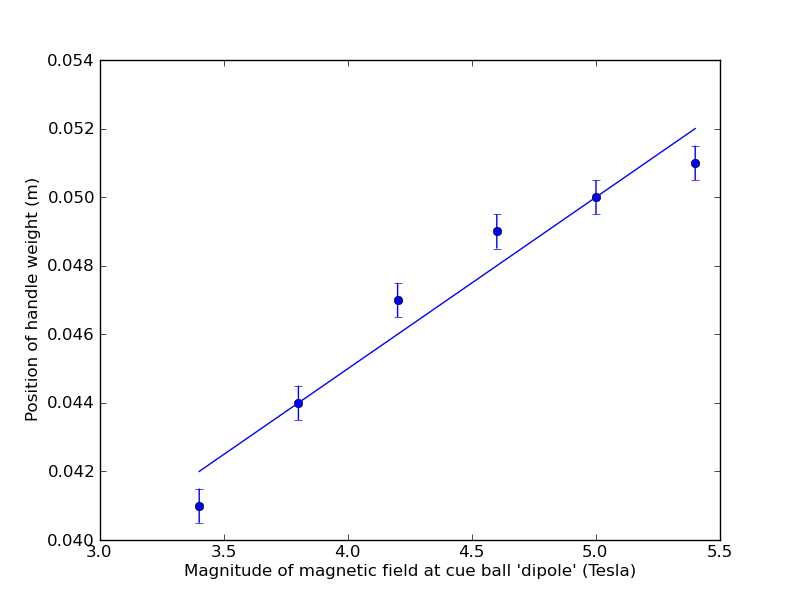 0.054
0.052
0.050
0.048
0.046
0.044
0.042
0.040
Position of handle weight (m)
3.0 3.5 4.0 4.5 5.0 5.5
Magnitude of magnetic field at cue ball 'dipole' (Tesla)